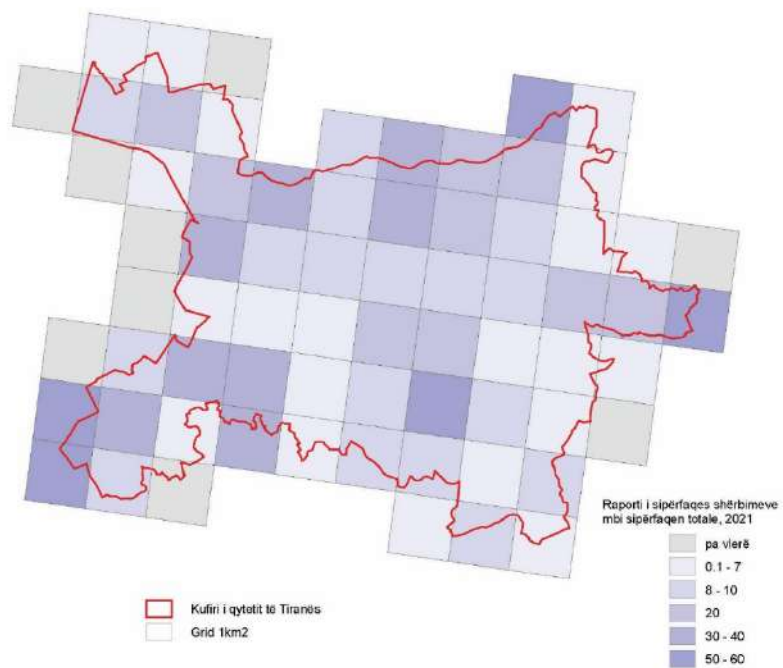 Raporti i sipërfaqes shërbimeve
mbi sipërfaqen totale, 2021
pa vlerë
0.1 - 7
8 - 10
20
30 - 40
50 - 60
Kufiri i qytetit të Tiranës
Grid 1km2